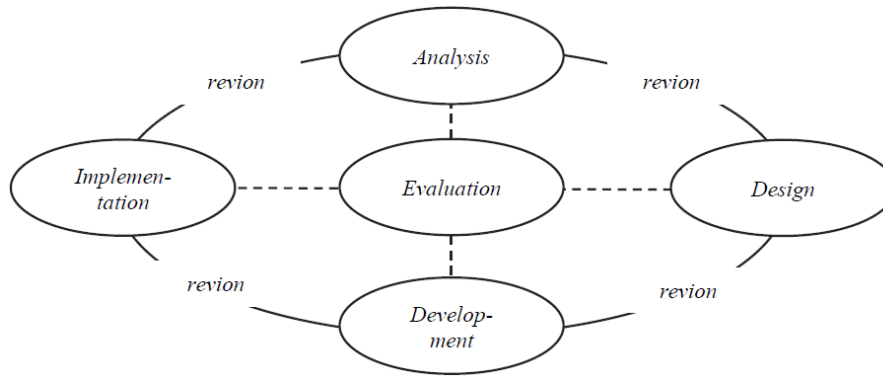 Analysis
revion
revion
Implemen-
tation
Evaluation
Design
revion
revion
Develop-
ment